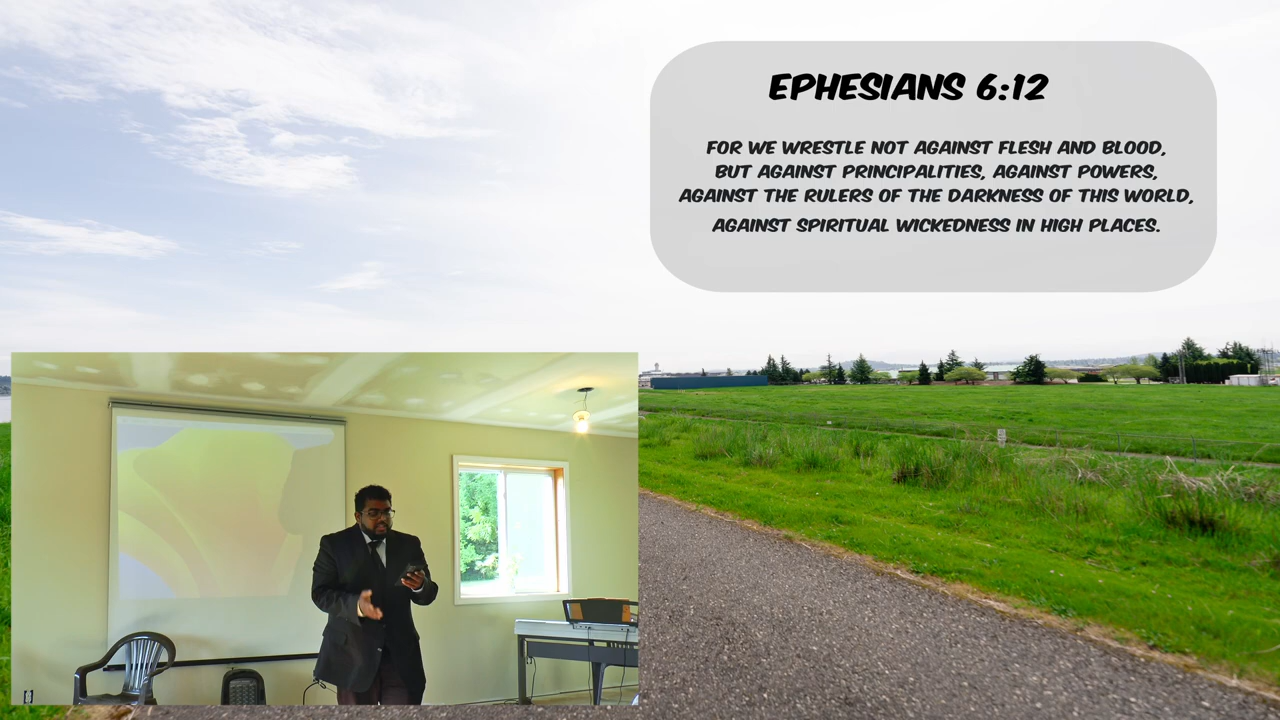 EPHESIANS 6:12
FOR WE WRESTLE NOT AGAINST FLESH AND BLOOD,
BUT AGAINST PRINCIPALITIES, AGAINST POWERS,
AGAINST THE RULERS OF THE DARKNESS OF THIS WORLD,
AGAINST SPIRITUAL WICKEDNESS IN HIGH PLACES.